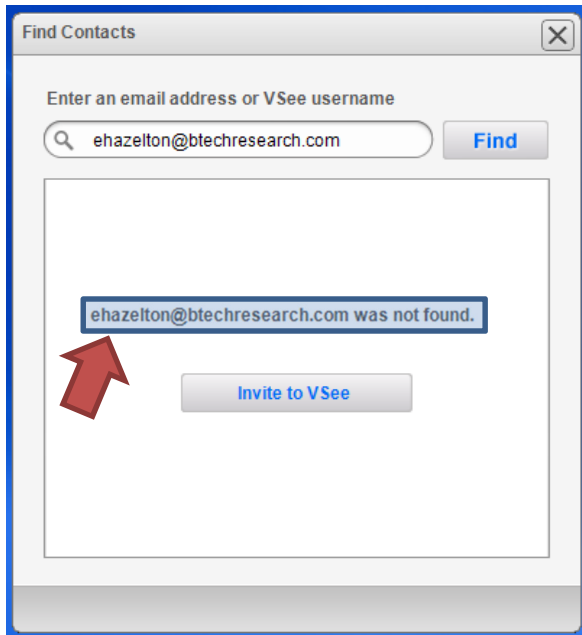 Find Contacts
Enter an email address or VSee username
ehazelton@btechresearch.com
Find
ehazelton@btechresearch.com was not found.
Invite to VSee